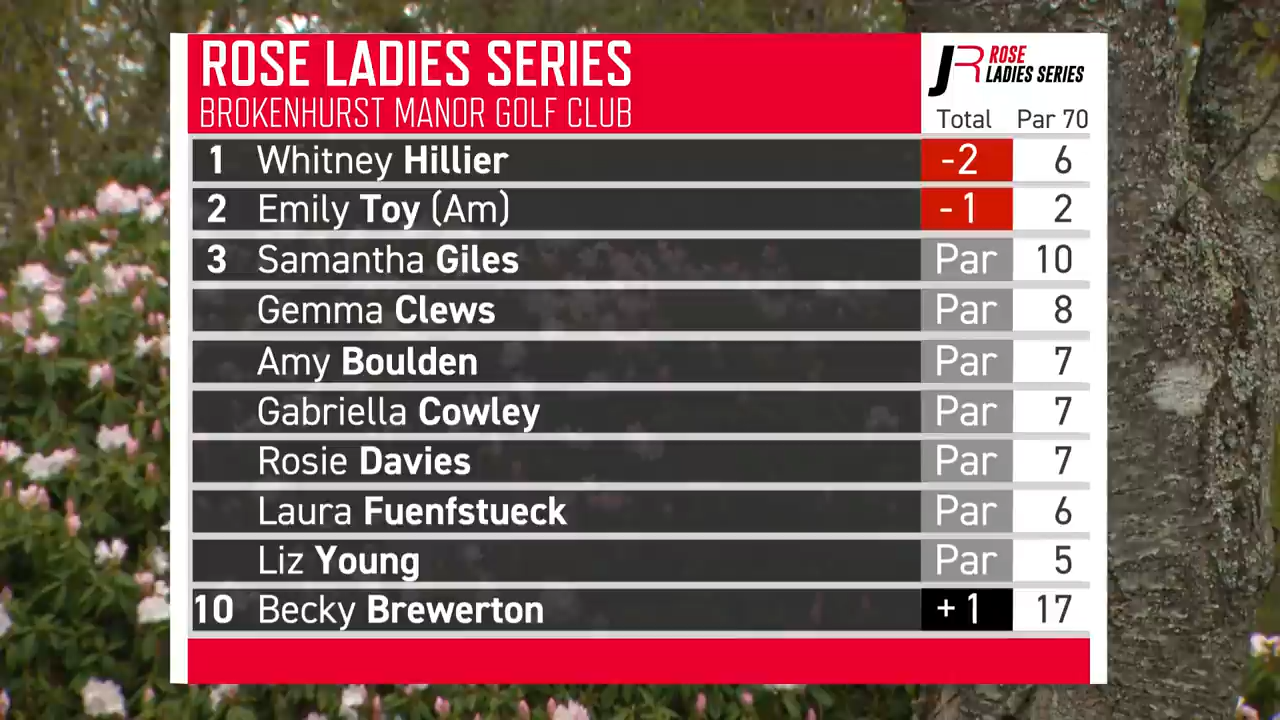 ROSE LADIES SERIES
BROKENHURST MANOR GOLF CLUB
JR ROSE LADIES SERIES
Total Par 70
1 Whitney Hillier -2 6
2 Emily Toy (Am) -1 2
3 Samantha Giles Par 10
Gemma Clews Par 8
Amy Boulden Par 7
Gabriella Cowley Par 7
Rosie Davies Par 7
Laura Fuenfstueck Par 6
Liz Young Par 5
10 Becky Brewerton +1 17